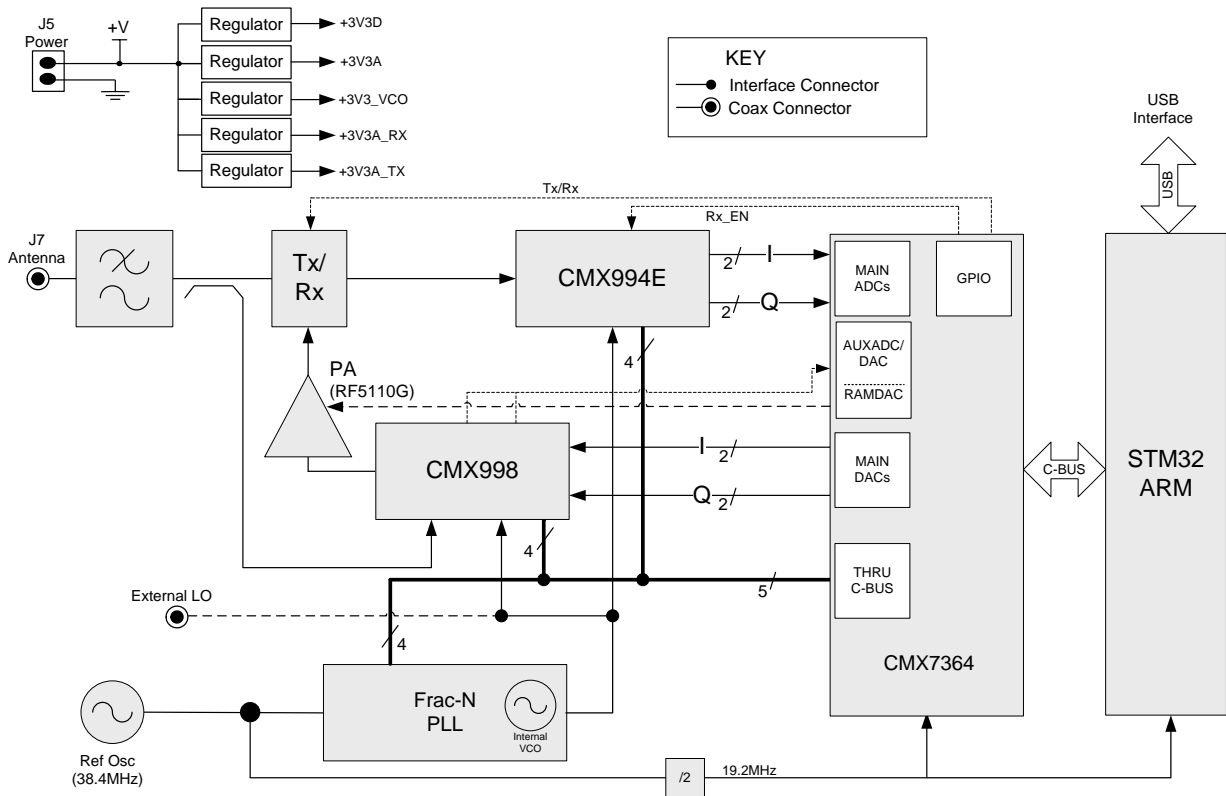 J5
Power
+V
Regulator
+3V3D
Regulator
+3V3A
Regulator
+3V3_VCO
Regulator
+3V3A_RX
Regulator
+3V3A_TX
KEY
Interface Connector
Coax Connector
USB
Interface
USB
Tx/Rx
Rx_EN
J7
Antenna
Tx/
Rx
CMX994E
2
I
2
Q
MAIN
ADCs
GPIO
4
AUXADC/
DAC
RAMDAC
PA
(RF5110G)
CMX998
I
2
Q
2
MAIN
DACs
C-BUS
STM32
ARM
4
5
THRU
C-BUS
External LO
4
CMX7364
Frac-N
PLL
Internal
VCO
Ref Osc
(38.4MHz)
/2
19.2MHz